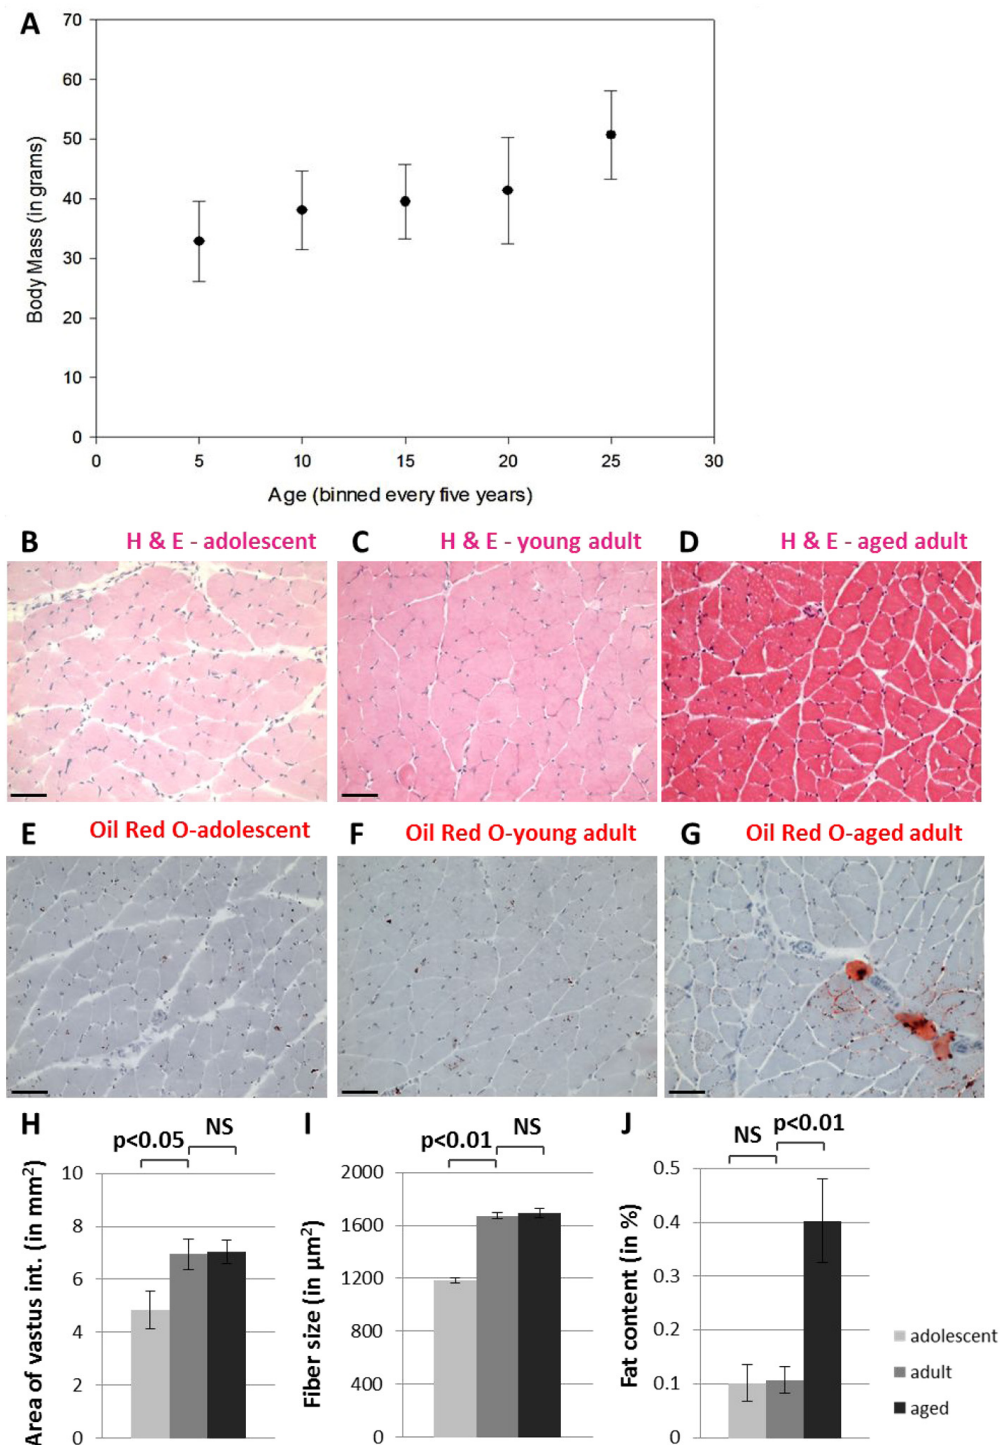 A
70
60
50
40
30
20
10
0
Body Mass (in grams)
0 5 10 15 20 25 30
Age (binned every five years)
B H & E - adolescent
C H & E - young adult
D H & E - aged adult
E Oil Red O-adolescent
F Oil Red O-young adult
G Oil Red O-aged adult
H
p<0.05
NS
10
8
6
4
2
0
Area of vastus int. (in mm²)
I
p<0.01
NS
2000
1600
1200
800
400
0
Fiber size (in µm²)
J
NS
p<0.01
0.5
0.4
0.3
0.2
0.1
0
Fat content (in %)
adolescent
adult
aged